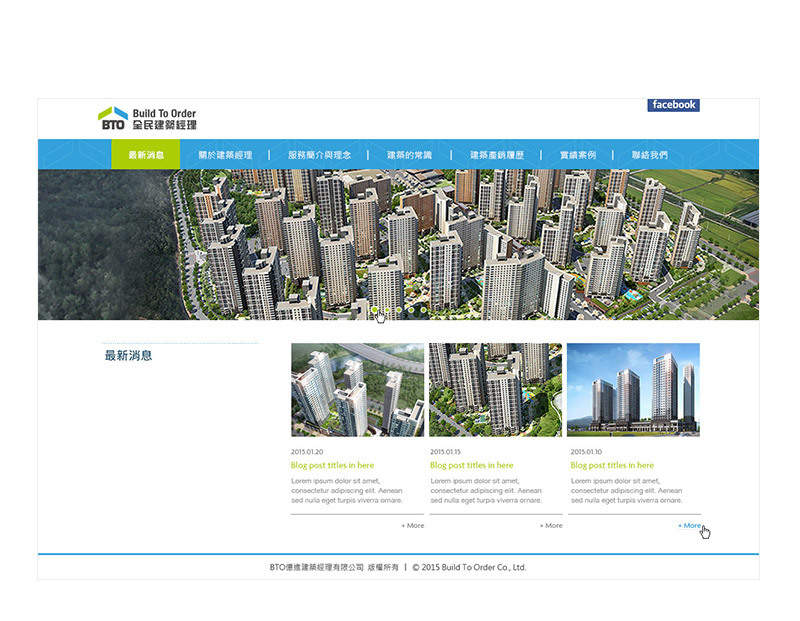 facebook
BTO
Build To Order
全民建築經理
最新消息
關於建築經理 | 服務簡介與理念 | 建築的常識 | 建築產銷履歷 | 實績案例 | 聯絡我們
最新消息
2015.01.20
Blog post titles in here
Lorem ipsum dolor sit amet,
consectetur adipiscing elit. Aenean
sed nulla eget turpis viverra ornare.
+ More
2015.01.15
Blog post titles in here
Lorem ipsum dolor sit amet,
consectetur adipiscing elit. Aenean
sed nulla eget turpis viverra ornare.
+ More
2015.01.10
Blog post titles in here
Lorem ipsum dolor sit amet,
consectetur adipiscing elit. Aenean
sed nulla eget turpis viverra ornare.
+ More
BTO億進建築經理有限公司 版權所有 | © 2015 Build To Order Co., Ltd.